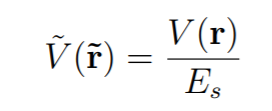 Ṽ(r̃) = V(r) / E_s